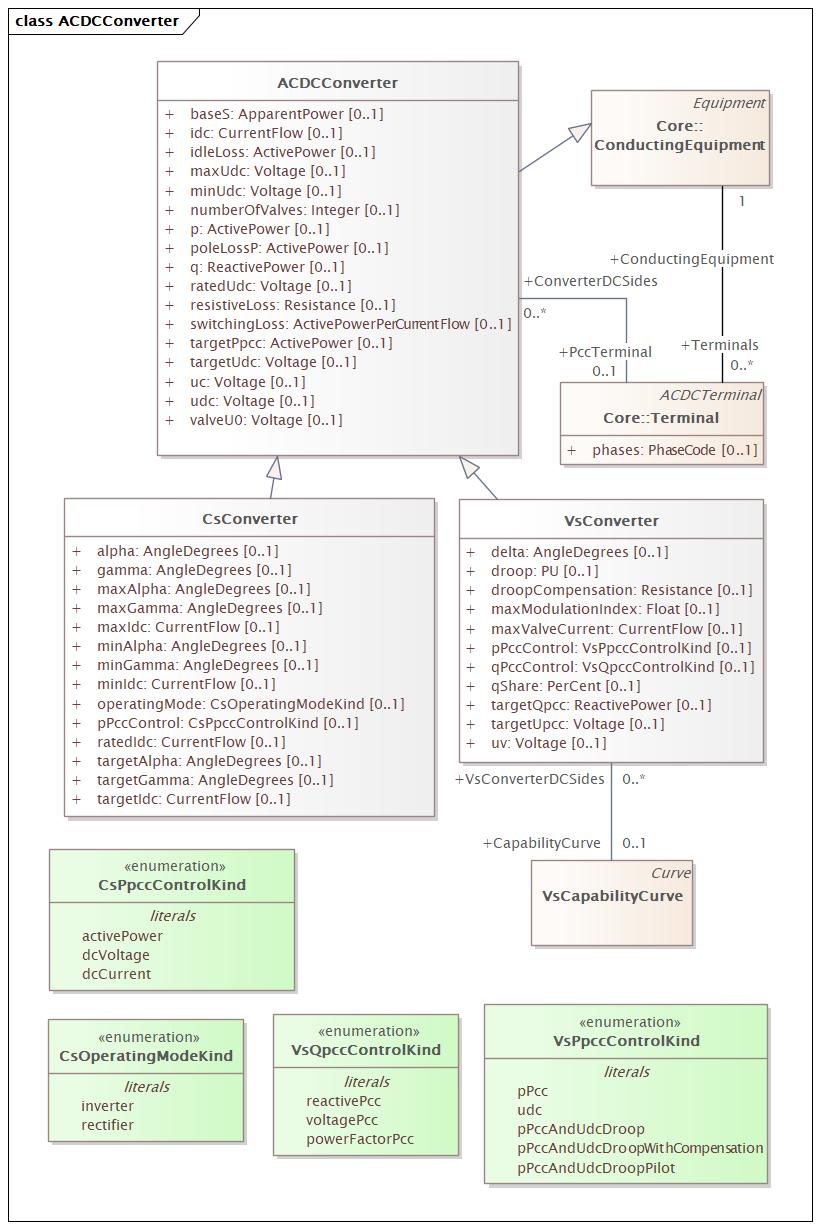 class ACDCConverter
ACDCConverter
+ baseS: ApparentPower [0..1]
+ idc: CurrentFlow [0..1]
+ idleLoss: ActivePower [0..1]
+ maxUdc: Voltage [0..1]
+ minUdc: Voltage [0..1]
+ numberOfValves: Integer [0..1]
+ p: ActivePower [0..1]
+ poleLossP: ActivePower [0..1]
+ q: ReactivePower [0..1]
+ ratedUdc: Voltage [0..1]
+ resistiveLoss: Resistance [0..1]
+ switchingLoss: ActivePowerPerCurrentFlow [0..1]
+ targetPpcc: ActivePower [0..1]
+ targetUdc: Voltage [0..1]
+ uc: Voltage [0..1]
+ udc: Voltage [0..1]
+ valveU0: Voltage [0..1]
Equipment
Core::
ConductingEquipment
1
+ConductingEquipment
+ConverterDCSides
0..*
+PccTerminal
0..1
+Terminals
0..*
ACDCTerminal
Core::Terminal
+ phases: PhaseCode [0..1]
CsConverter
+ alpha: AngleDegrees [0..1]
+ gamma: AngleDegrees [0..1]
+ maxAlpha: AngleDegrees [0..1]
+ maxGamma: AngleDegrees [0..1]
+ maxIdc: CurrentFlow [0..1]
+ minAlpha: AngleDegrees [0..1]
+ minGamma: AngleDegrees [0..1]
+ minIdc: CurrentFlow [0..1]
+ operatingMode: CsOperatingModeKind [0..1]
+ pPccControl: CsPpccControlKind [0..1]
+ ratedIdc: CurrentFlow [0..1]
+ targetAlpha: AngleDegrees [0..1]
+ targetGamma: AngleDegrees [0..1]
+ targetIdc: CurrentFlow [0..1]
VsConverter
+ delta: AngleDegrees [0..1]
+ droop: PU [0..1]
+ droopCompensation: Resistance [0..1]
+ maxModulationIndex: Float [0..1]
+ maxValveCurrent: CurrentFlow [0..1]
+ pPccControl: VsPpccControlKind [0..1]
+ qPccControl: VsQpccControlKind [0..1]
+ qShare: PerCent [0..1]
+ targetQpcc: ReactivePower [0..1]
+ targetUpcc: Voltage [0..1]
+ uv: Voltage [0..1]
+VsConverterDCSides
0..*
+CapabilityCurve
0..1
Curve
VsCapabilityCurve
«enumeration»
CsPpccControlKind
literals
activePower
dcVoltage
dcCurrent
«enumeration»
CsOperatingModeKind
literals
inverter
rectifier
«enumeration»
VsQpccControlKind
literals
reactivePcc
voltagePcc
powerFactorPcc
«enumeration»
VsPpccControlKind
literals
pPcc
udc
pPccAndUdcDroop
pPccAndUdcDroopWithCompensation
pPccAndUdcDroopPilot